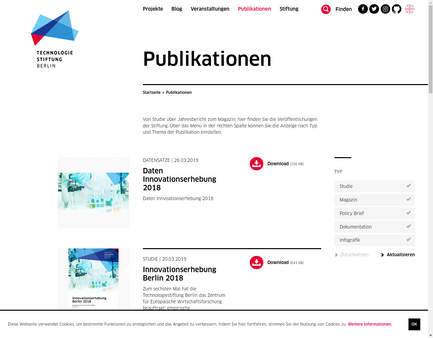 Projekte Blog Veranstaltungen Publikationen Stiftung Finden
TECHNOLOGIE
STIFTUNG
BERLIN
Publikationen
Startseite » Publikationen
Von Studie über Jahresbericht zum Magazin: hier finden Sie die Veröffentlichungen
der Stiftung. Über das Menü in der rechten Spalte können Sie die Anzeige nach Typ
und Thema der Publikation einstellen.
DATENSÄTZE | 26.03.2019
Daten
Innovationserhebung
2018
Daten Innovationserhebung 2018
Download
TYP
Studie
Magazin
Policy Brief
Dokumentation
Infografik
Zurücksetzen
Aktualisieren
STUDIE | 20.03.2019
Innovationserhebung
Berlin 2018
Zum sechsten Mal hat die
Technologiestiftung Berlin das Zentrum
für Europäische Wirtschaftsforschung
beauftragt, empirische
Download
Innovationserhebung
Berlin 2018
Diese Webseite verwendet Cookies, um bestimmte Funktionen zu ermöglichen und das Angebot zu verbessern. Indem Sie hier fortfahren, stimmen Sie der Nutzung von Cookies zu. Weitere Informationen.
OK